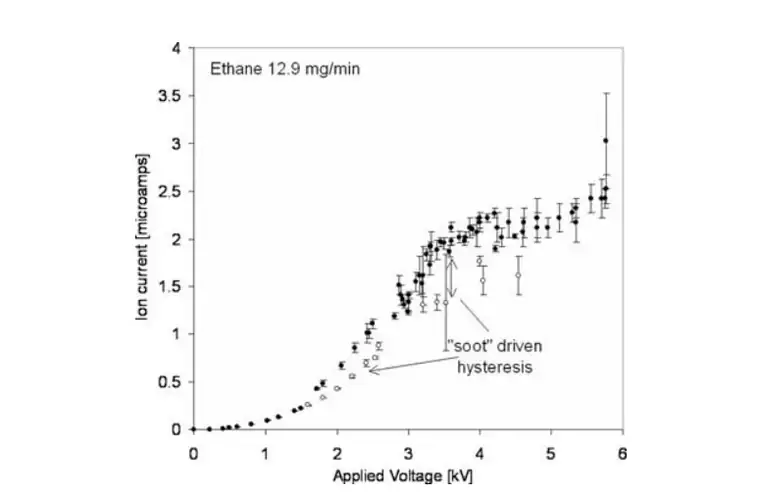 4
Ethane 12.9 mg/min
3.5
3
2.5
2
1.5
1
0.5
0
Ion current [microamps]
"soot" driven
hysteresis
0 1 2 3 4 5 6
Applied Voltage [kV]